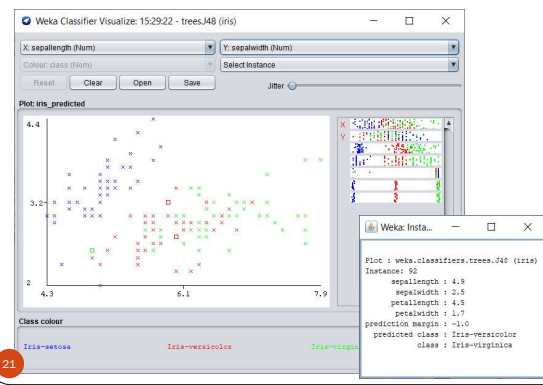 Weka Classifier Visualize: 15:29:22 - trees.J48 (iris)
X: sepallength (Num)
Y: sepalwidth (Num)
Colour: class (Num)
Select Instance
Reset
Clear
Open
Save
Jitter
Plot: iris_predicted
4.4
3.2
2
4.3
6.1
7.9
X
Y
Class colour
Iris-setosa
Iris-versicolor
Weka: Insta...
Plot : weka.classifiers.trees.J48 (iris)
Instance: 92
sepallength : 4.9
sepalwidth : 2.5
petallength : 4.5
petalwidth : 1.7
prediction margin : -1.0
predicted class : Iris-versicolor
class : Iris-virginica
21